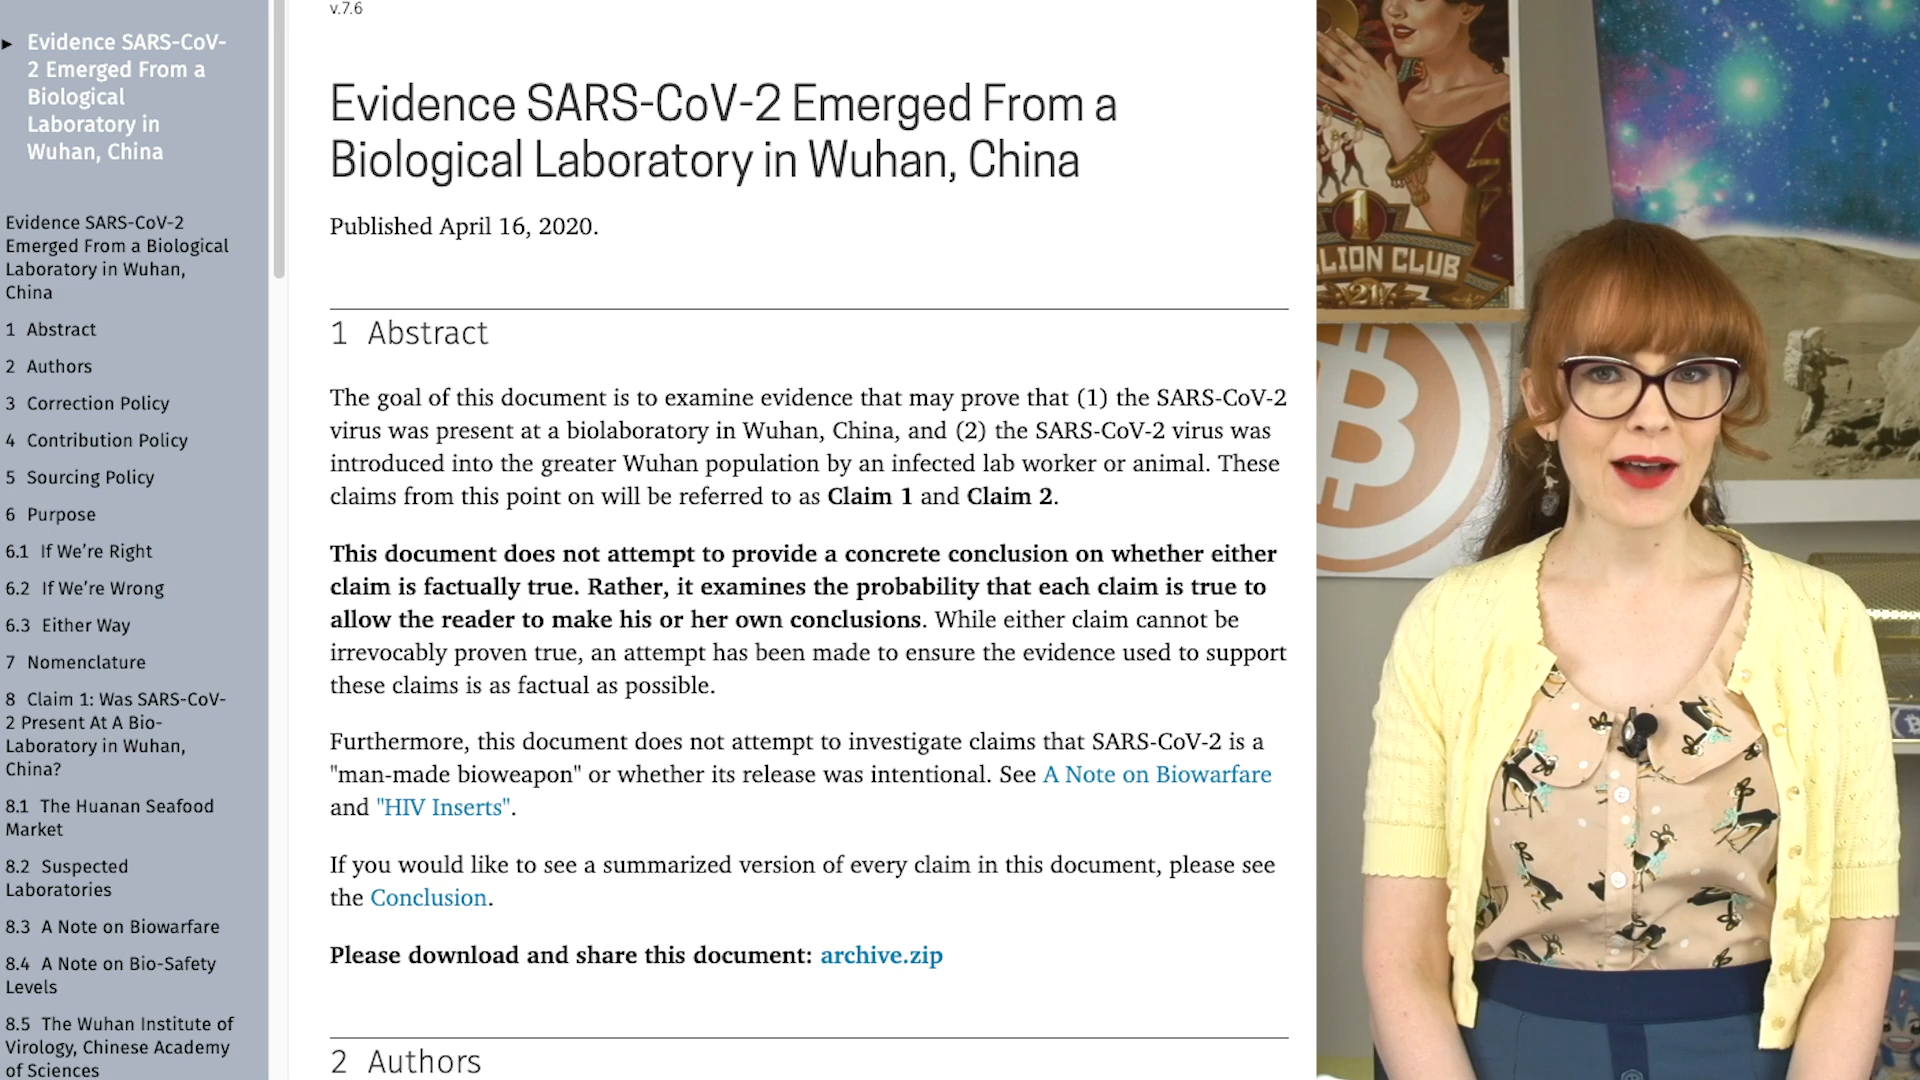 Evidence SARS-CoV-
2 Emerged From a
Biological
Laboratory in
Wuhan, China
Evidence SARS-CoV-2
Emerged From a Biological
Laboratory in Wuhan,
China
1 Abstract
2 Authors
3 Correction Policy
4 Contribution Policy
5 Sourcing Policy
6 Purpose
6.1 If We’re Right
6.2 If We’re Wrong
6.3 Either Way
7 Nomenclature
8 Claim 1: Was SARS-CoV-
2 Present At A Bio-
Laboratory in Wuhan,
China?
8.1 The Huanan Seafood
Market
8.2 Suspected
Laboratories
8.3 A Note on Biowarfare
8.4 A Note on Bio-Safety
Levels
8.5 The Wuhan Institute of
Virology, Chinese Academy
of Sciences
v.7.6
Evidence SARS-CoV-2 Emerged From a
Biological Laboratory in Wuhan, China
Published April 16, 2020.
1 Abstract
The goal of this document is to examine evidence that may prove that (1) the SARS-CoV-2
virus was present at a biolaboratory in Wuhan, China, and (2) the SARS-CoV-2 virus was
introduced into the greater Wuhan population by an infected lab worker or animal. These
claims from this point on will be referred to as Claim 1 and Claim 2.
This document does not attempt to provide a concrete conclusion on whether either
claim is factually true. Rather, it examines the probability that each claim is true to
allow the reader to make his or her own conclusions. While either claim cannot be
irrevocably proven true, an attempt has been made to ensure the evidence used to support
these claims is as factual as possible.
Furthermore, this document does not attempt to investigate claims that SARS-CoV-2 is a
"man-made bioweapon" or whether its release was intentional. See A Note on Biowarfare
and "HIV Inserts".
If you would like to see a summarized version of every claim in this document, please see
the Conclusion.
Please download and share this document: archive.zip
2 Authors
1
LLION CLUB
21